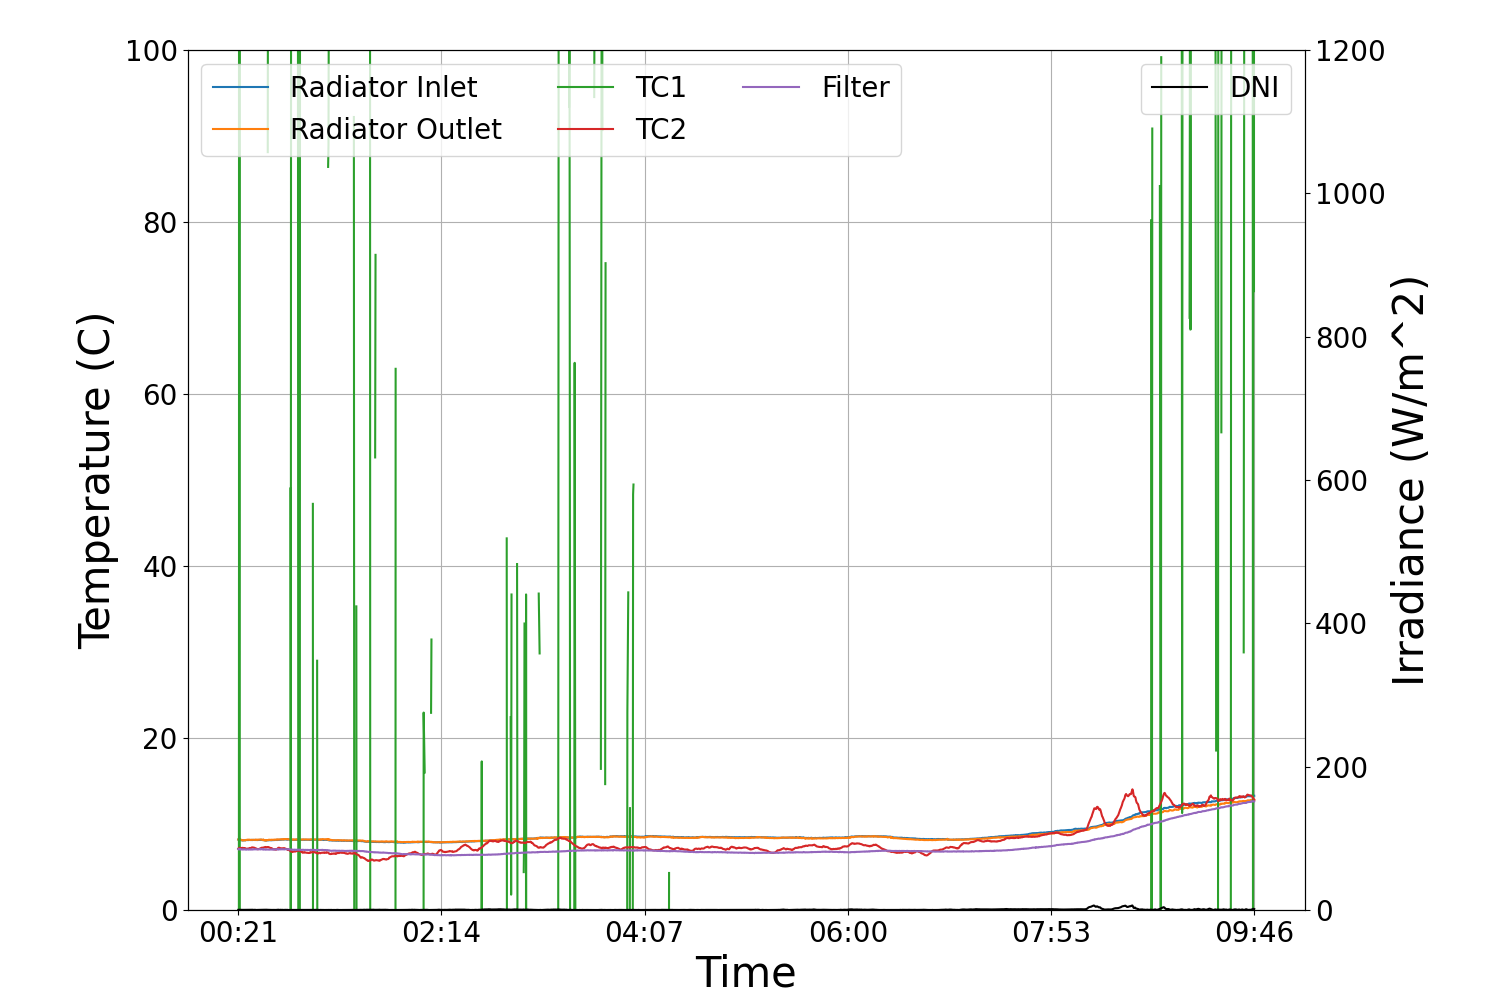 Radiator Inlet
Radiator Outlet
TC1
TC2
Filter
DNI
Temperature (C)
100
80
60
40
20
0
Irradiance (W/m^2)
1200
1000
800
600
400
200
0
00:21 02:14 04:07 06:00 07:53 09:46
Time